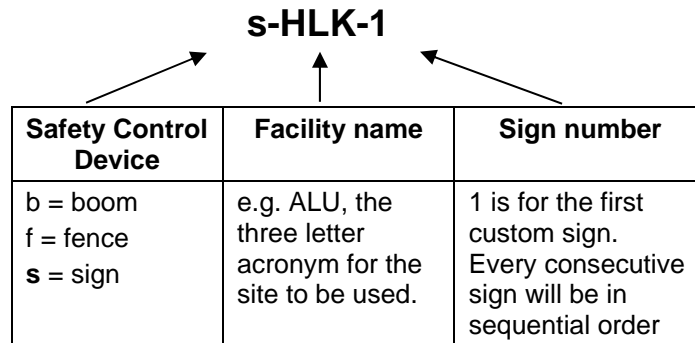 s-HLK-1
Safety Control
Device
Facility name
Sign number
b = boom
f = fence
s = sign
e.g. ALU, the
three letter
acronym for the
site to be used.
1 is for the first
custom sign.
Every consecutive
sign will be in
sequential order